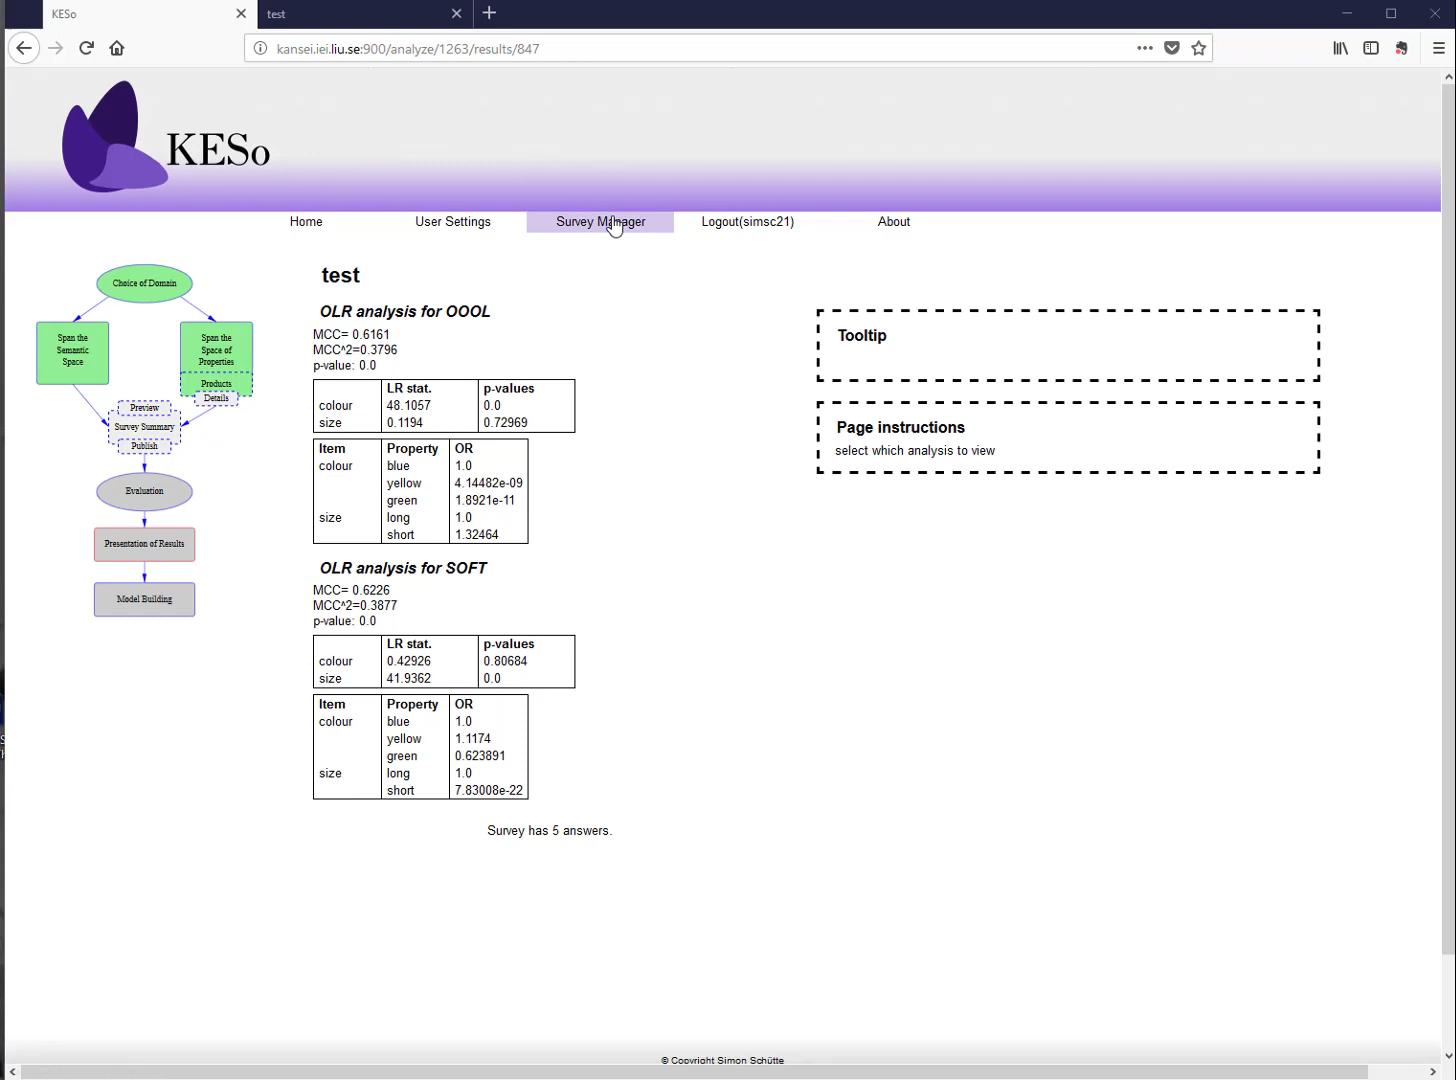 KESo
test
kansei.iei.liu.se:900/analyze/1263/results/847
KESo
Home User Settings Survey Manager Logout(simsc21) About
Choice of Domain
Span the
Semantic
Space
Span the
Space of
Properties
Products
Details
Preview
Survey Summary
Publish
Evaluation
Presentation of Results
Model Building
test
OLR analysis for OOOL
MCC= 0.6161
MCC^2=0.3796
p-value: 0.0
LR stat. p-values
colour 48.1057 0.0
size 0.1194 0.72969
Item Property OR
colour blue 1.0
yellow 4.14482e-09
green 1.8921e-11
size long 1.0
short 1.32464
OLR analysis for SOFT
MCC= 0.6226
MCC^2=0.3877
p-value: 0.0
LR stat. p-values
colour 0.42926 0.80684
size 41.9362 0.0
Item Property OR
colour blue 1.0
yellow 1.1174
green 0.623891
size long 1.0
short 7.83008e-22
Survey has 5 answers.
Tooltip
Page instructions
select which analysis to view
© Copyright Simon Schütte